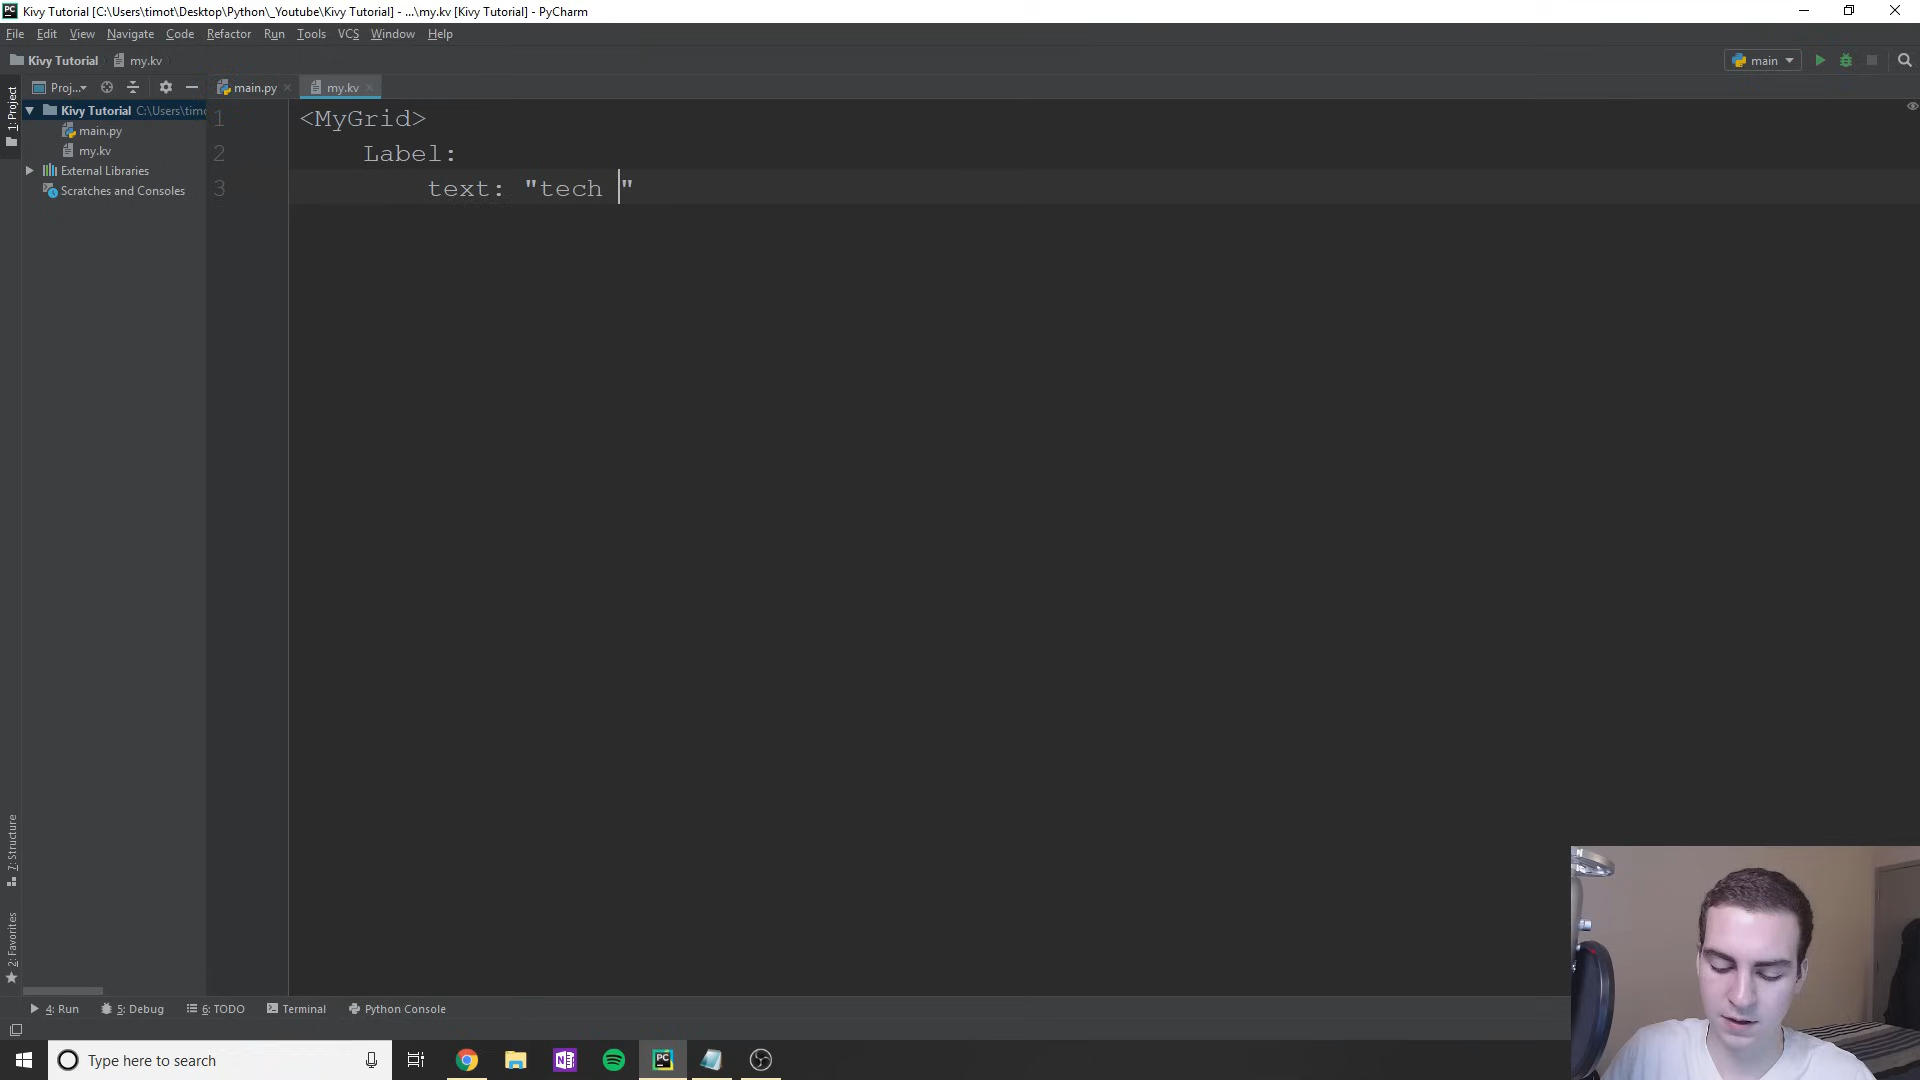 Kivy Tutorial [C:\Users\timot\Desktop\Python\_Youtube\Kivy Tutorial] - ...\my.kv [Kivy Tutorial] - PyCharm
File Edit View Navigate Code Refactor Run Tools VCS Window Help
Kivy Tutorial my.kv main
1: Project
Proj... main.py my.kv
Kivy Tutorial C:\Users\timo
main.py
my.kv
External Libraries
Scratches and Consoles
1 <MyGrid>
2 Label:
3 text: "tech "
7: Structure
2: Favorites
4: Run 5: Debug 6: TODO Terminal Python Console
Type here to search